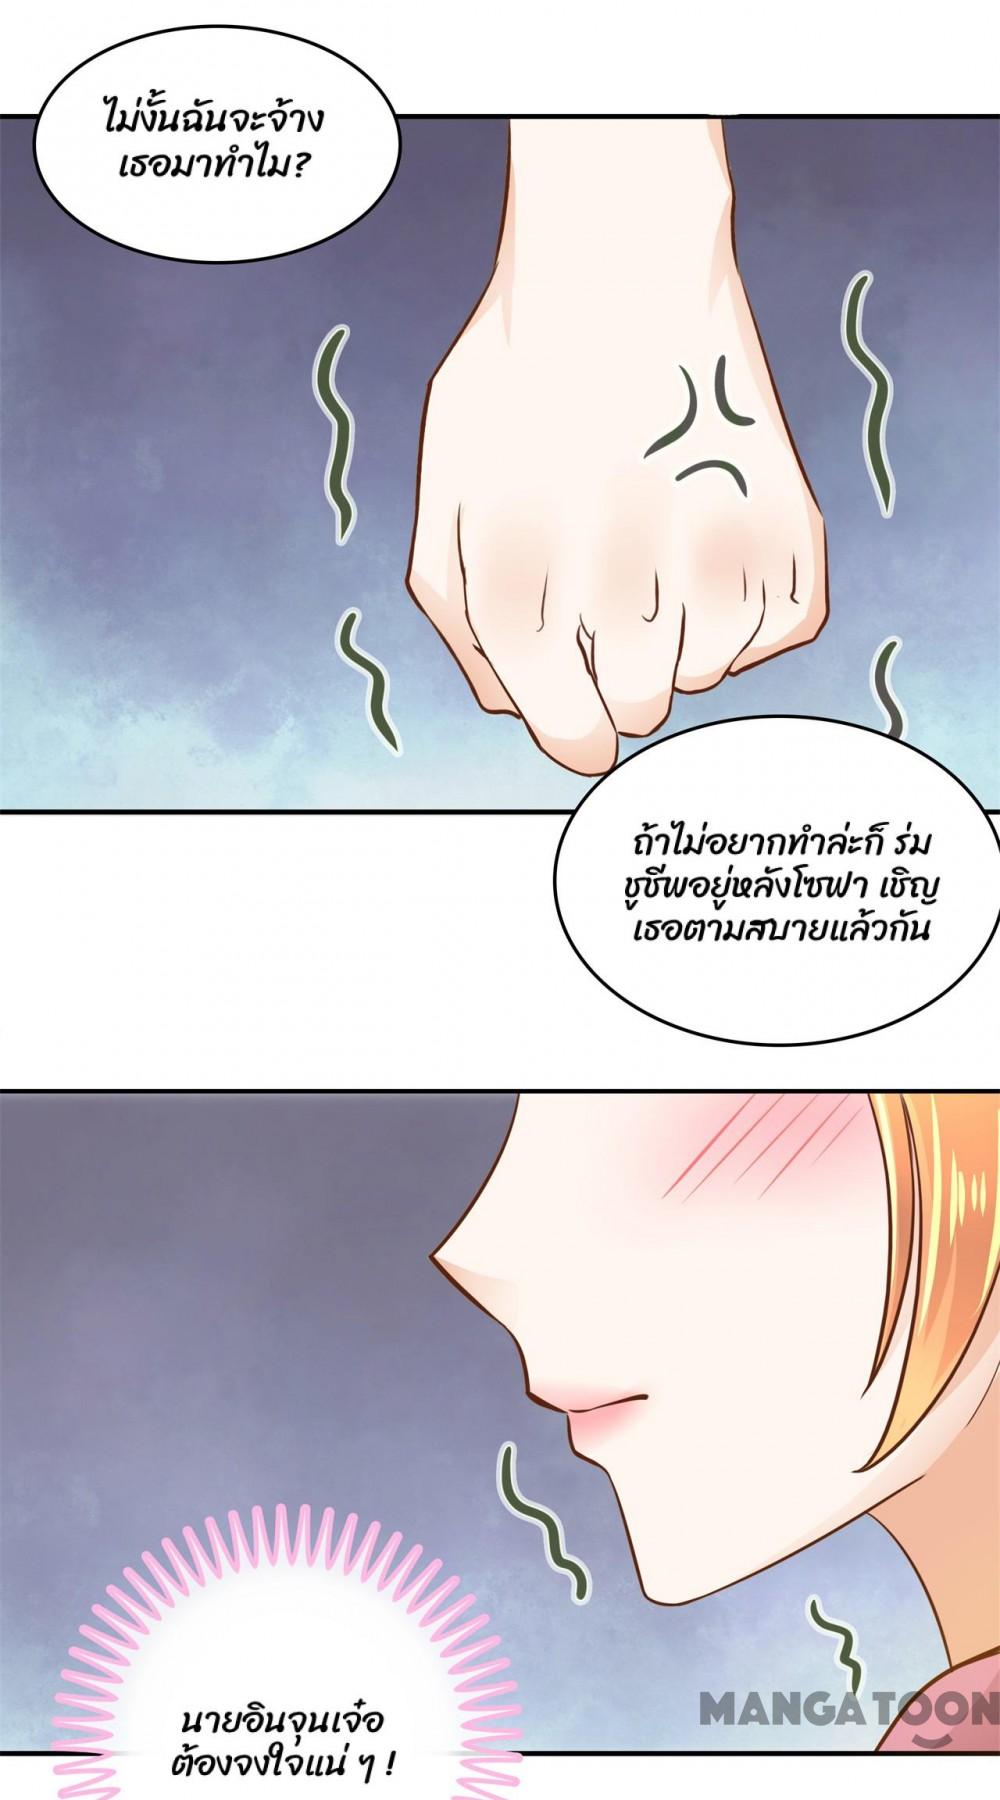 ไม่งั้นฉันจะจ้าง
เธอมาทำไม?
ถ้าไม่อยากทำล่ะก็ ร่ม
ชูชีพอยู่หลังโซฟา เชิญ
เธอตามสบายแล้วกัน
นายอินจุนเจ๋อ
ต้องจงใจแน่ ๆ !
MANGATOON